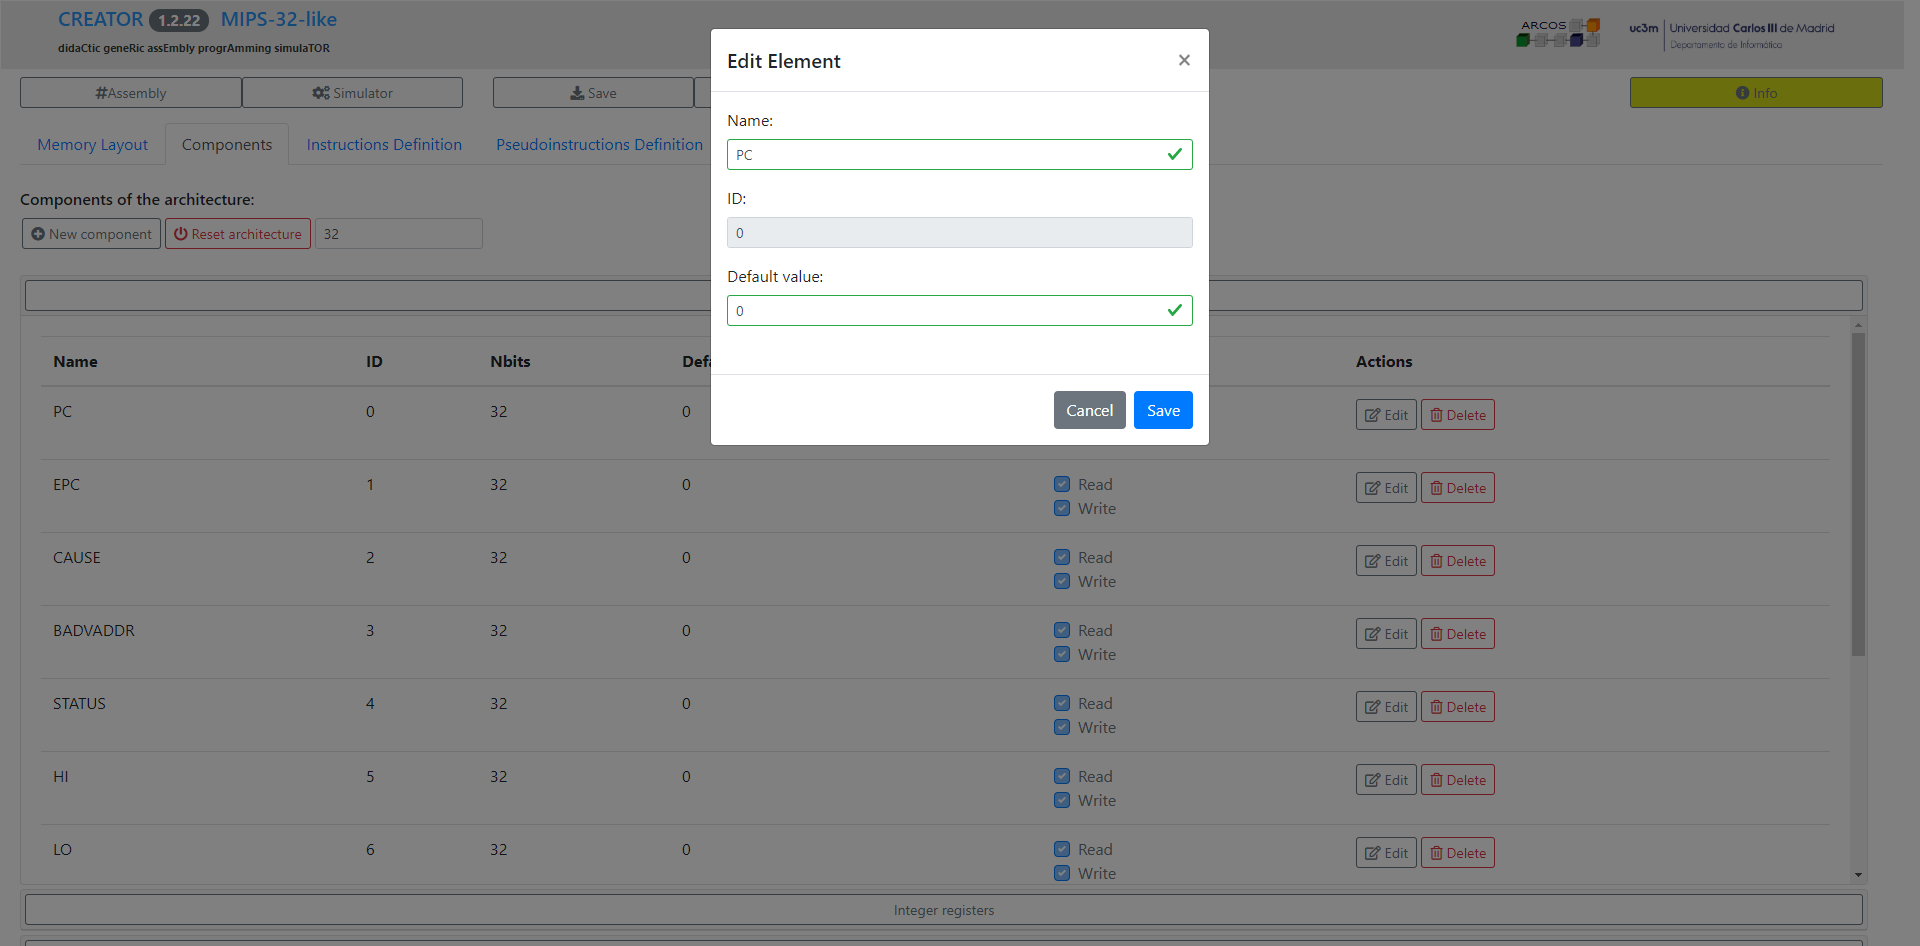 CREATOR 1.2.22 MIPS-32-like
didaCtic geneRic assEmbly progrAmming simulaTOR
ARCOS
uc3m Universidad Carlos III de Madrid
Departamento de Informática
#Assembly Simulator Save Info
Memory Layout Components Instructions Definition Pseudoinstructions Definition
Components of the architecture:
New component Reset architecture 32
Name ID Nbits Defa Actions
PC 0 32 0 Edit Delete
EPC 1 32 0 Read Edit Delete
Write
CAUSE 2 32 0 Read Edit Delete
Write
BADVADDR 3 32 0 Read Edit Delete
Write
STATUS 4 32 0 Read Edit Delete
Write
HI 5 32 0 Read Edit Delete
Write
LO 6 32 0 Read Edit Delete
Write
Integer registers
Edit Element ×
Name:
PC
ID:
0
Default value:
0
Cancel Save